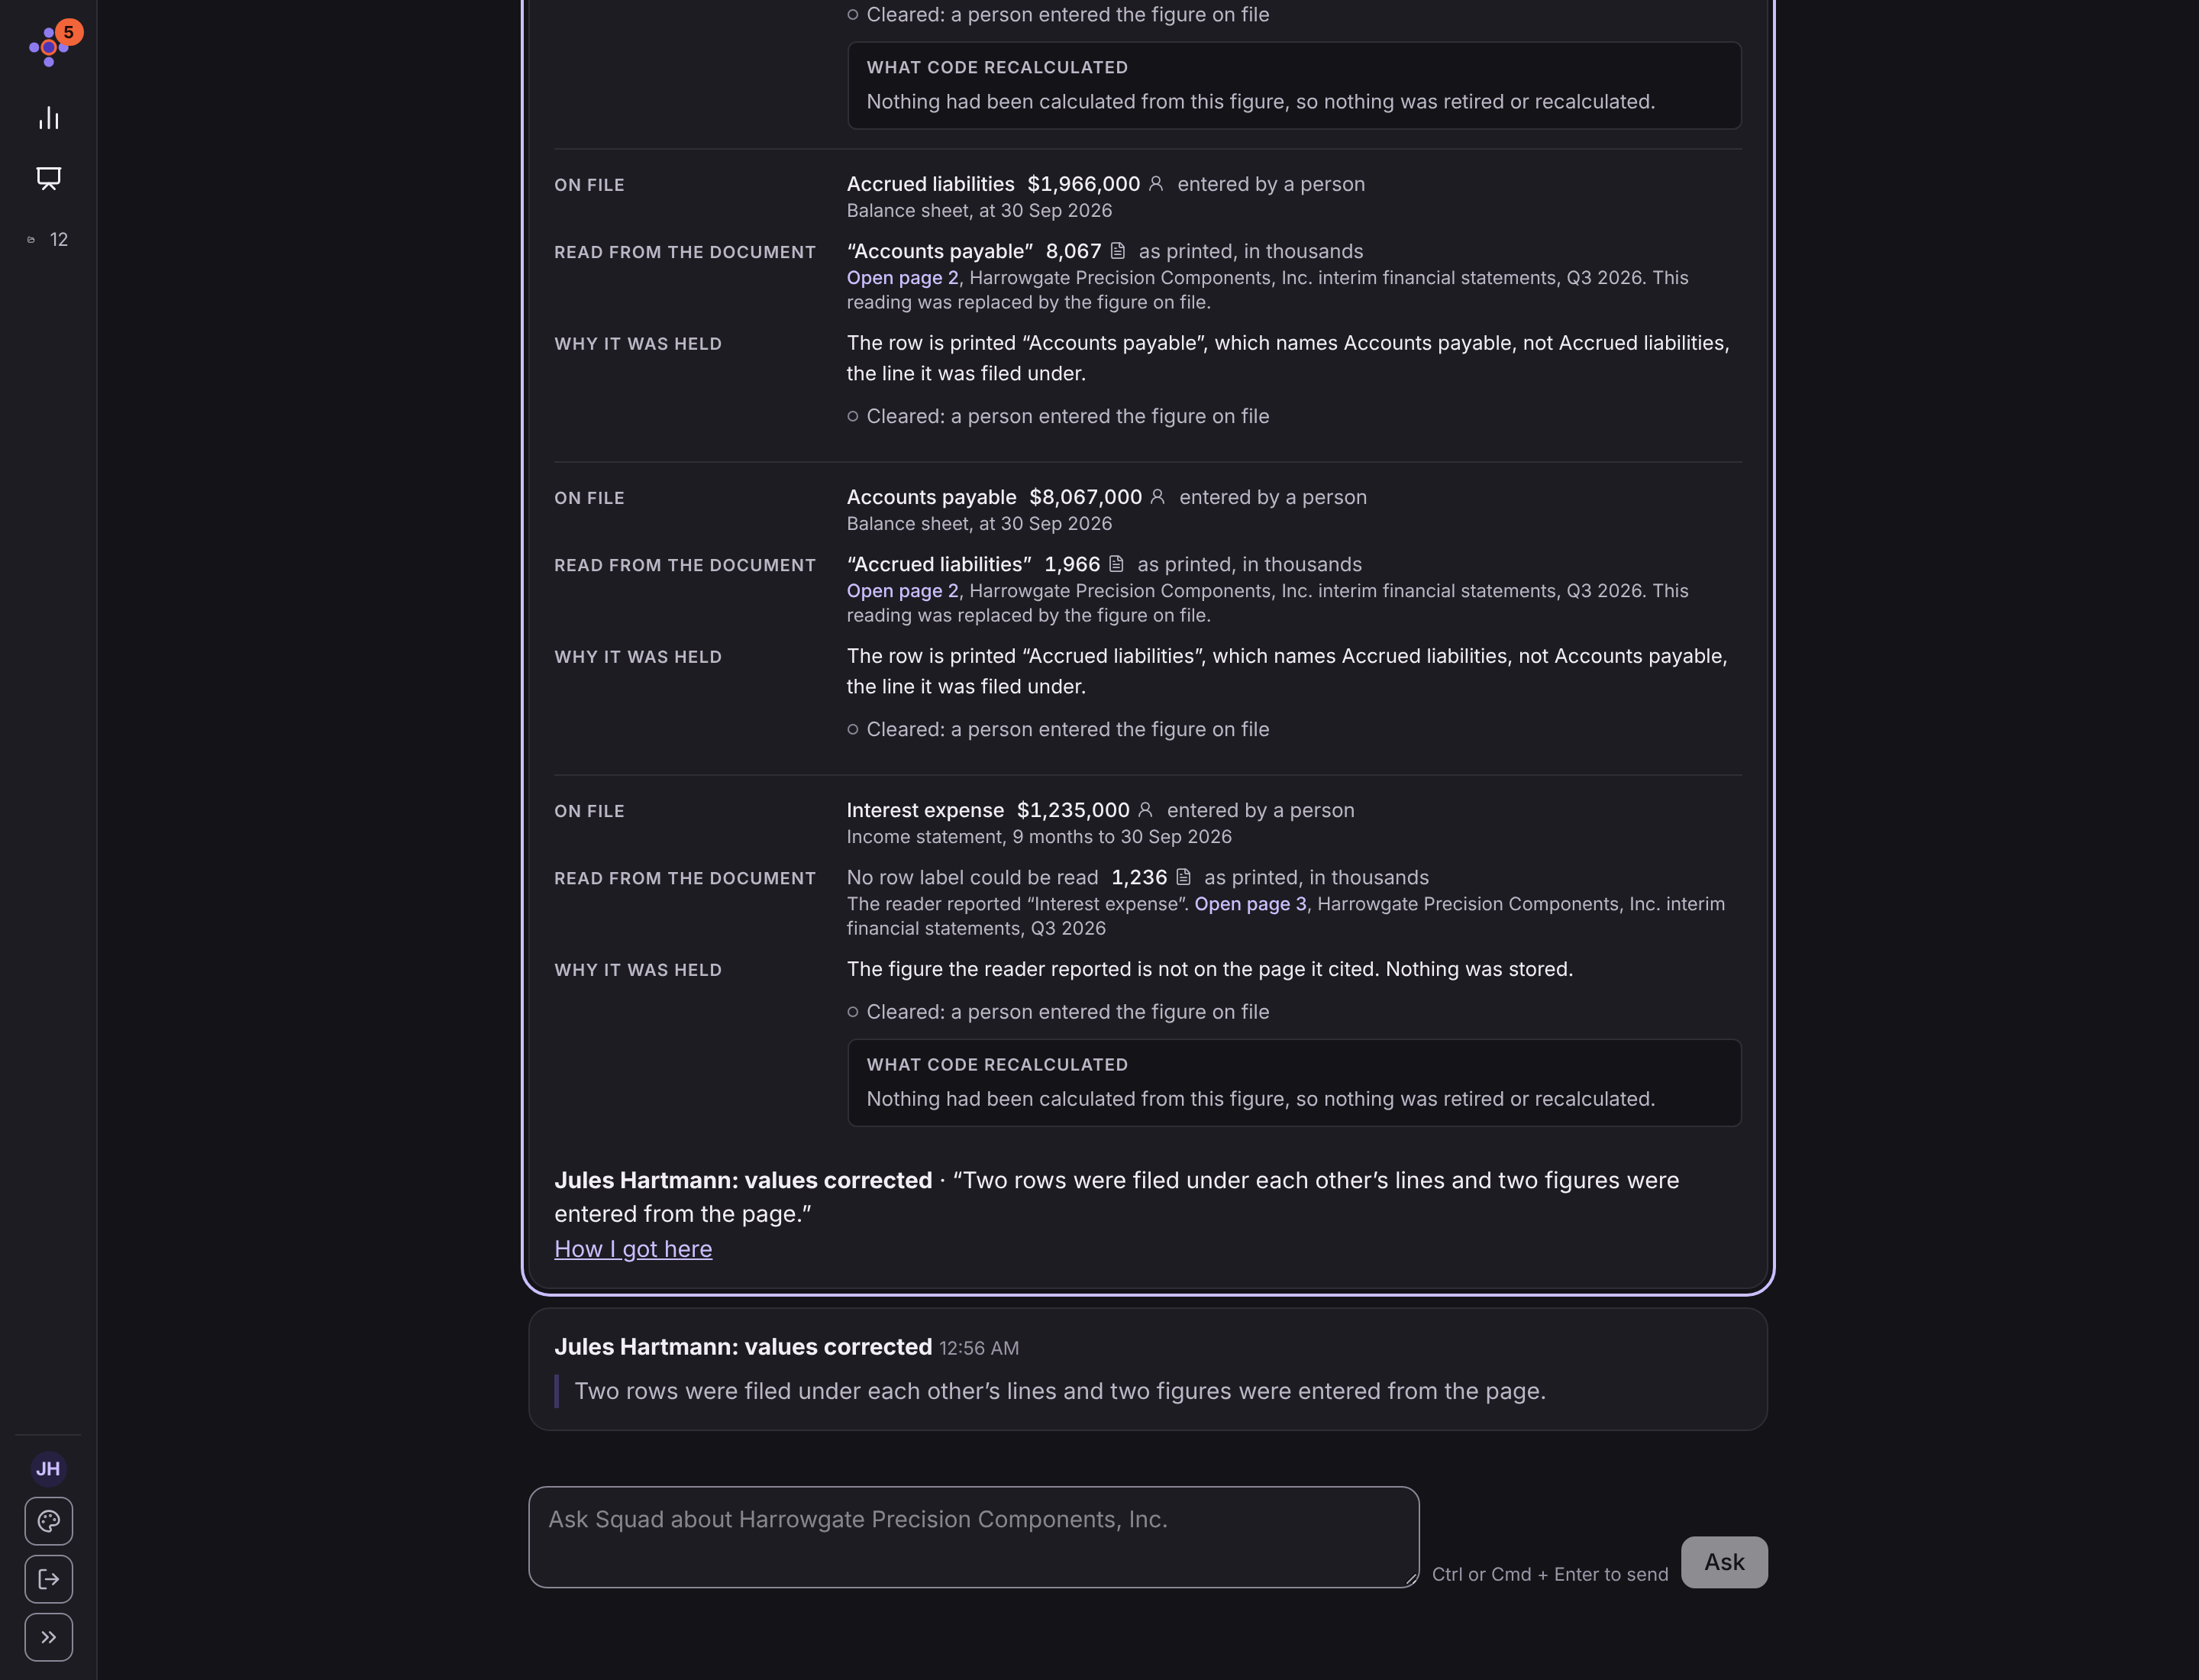 5
12
Cleared: a person entered the figure on file
WHAT CODE RECALCULATED
Nothing had been calculated from this figure, so nothing was retired or recalculated.
ON FILE
Accrued liabilities $1,966,000 entered by a person
Balance sheet, at 30 Sep 2026
READ FROM THE DOCUMENT
“Accounts payable” 8,067 as printed, in thousands
Open page 2, Harrowgate Precision Components, Inc. interim financial statements, Q3 2026. This
reading was replaced by the figure on file.
WHY IT WAS HELD
The row is printed “Accounts payable”, which names Accounts payable, not Accrued liabilities,
the line it was filed under.
Cleared: a person entered the figure on file
ON FILE
Accounts payable $8,067,000 entered by a person
Balance sheet, at 30 Sep 2026
READ FROM THE DOCUMENT
“Accrued liabilities” 1,966 as printed, in thousands
Open page 2, Harrowgate Precision Components, Inc. interim financial statements, Q3 2026. This
reading was replaced by the figure on file.
WHY IT WAS HELD
The row is printed “Accrued liabilities”, which names Accrued liabilities, not Accounts payable,
the line it was filed under.
Cleared: a person entered the figure on file
ON FILE
Interest expense $1,235,000 entered by a person
Income statement, 9 months to 30 Sep 2026
READ FROM THE DOCUMENT
No row label could be read 1,236 as printed, in thousands
The reader reported “Interest expense”. Open page 3, Harrowgate Precision Components, Inc. interim
financial statements, Q3 2026
WHY IT WAS HELD
The figure the reader reported is not on the page it cited. Nothing was stored.
Cleared: a person entered the figure on file
WHAT CODE RECALCULATED
Nothing had been calculated from this figure, so nothing was retired or recalculated.
Jules Hartmann: values corrected · “Two rows were filed under each other’s lines and two figures were
entered from the page.”
How I got here
Jules Hartmann: values corrected 12:56 AM
Two rows were filed under each other’s lines and two figures were entered from the page.
JH
Ask Squad about Harrowgate Precision Components, Inc.
Ctrl or Cmd + Enter to send
Ask